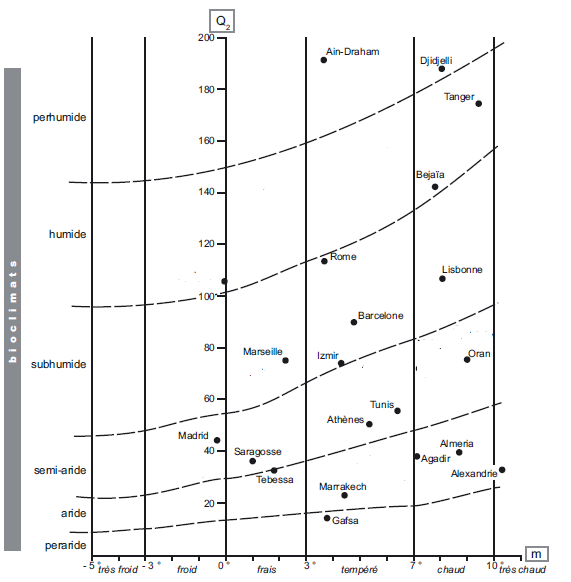 Q2
200
Ain-Draham
Djidjelli
180
Tanger
perhumide
160
Bejaïa
140
humide
120
Rome
Lisbonne
100
Barcelone
bioclimats
80
Marseille
Izmir
Oran
subhumide
60
Tunis
Athènes
Madrid
40
Almeria
Saragosse
Agadir
semi-aride
Tebessa
Alexandrie
Marrakech
20
aride
Gafsa
peraride
m
-5° très froid -3° froid 0° frais 3° tempéré 7° chaud 10° très chaud